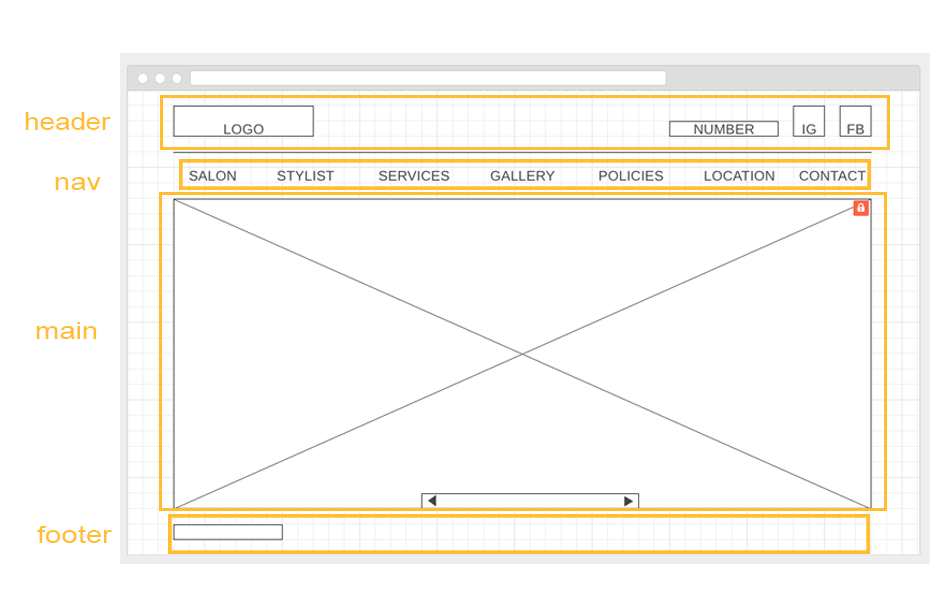 header
LOGO
NUMBER
IG
FB
nav
SALON
STYLIST
SERVICES
GALLERY
POLICIES
LOCATION
CONTACT
main
footer